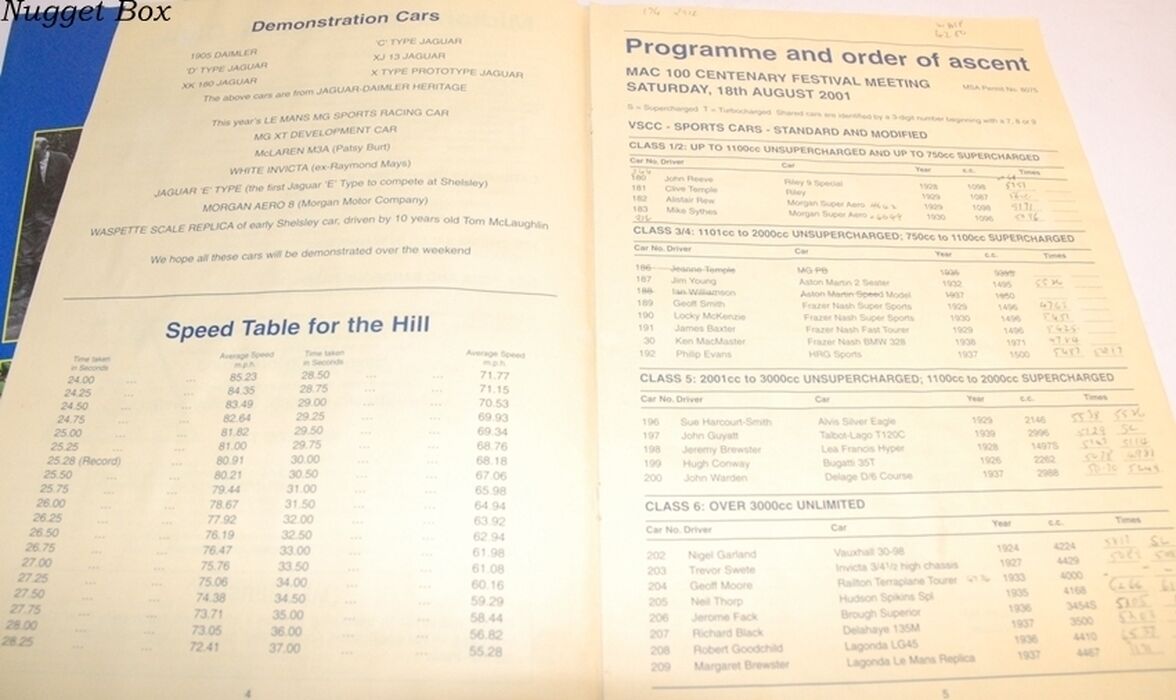 Nugget Box
Demonstration Cars
1905 DAIMLER 'C' TYPE JAGUAR
'D' TYPE JAGUAR XJ 13 JAGUAR
XK 180 JAGUAR X TYPE PROTOTYPE JAGUAR
The above cars are from JAGUAR-DAIMLER HERITAGE
This year's LE MANS MG SPORTS RACING CAR
MG XT DEVELOPMENT CAR
McLAREN M3A (Patsy Burt)
WHITE INVICTA (ex-Raymond Mays)
JAGUAR 'E' TYPE (the first Jaguar 'E' Type to compete at Shelsley)
MORGAN AERO 8 (Morgan Motor Company)
WASPETTE SCALE REPLICA of early Shelsley car, driven by 10 years old Tom McLaughlin
We hope all these cars will be demonstrated over the weekend
Speed Table for the Hill
Time taken in Seconds Average Speed m.p.h. Time taken in Seconds Average Speed m.p.h.
24.00 ... ... 85.23 28.50 ... ... 71.77
24.25 ... ... 84.35 28.75 ... ... 71.15
24.50 ... ... 83.49 29.00 ... ... 70.53
24.75 ... ... 82.64 29.25 ... ... 69.93
25.00 ... ... 81.82 29.50 ... ... 69.34
25.25 ... ... 81.00 29.75 ... ... 68.76
25.28 (Record) ... 80.91 30.00 ... ... 68.18
25.50 ... ... 80.21 30.50 ... ... 67.06
25.75 ... ... 79.44 31.00 ... ... 65.98
26.00 ... ... 78.67 31.50 ... ... 64.94
26.25 ... ... 77.92 32.00 ... ... 63.92
26.50 ... ... 76.19 32.50 ... ... 62.94
26.75 ... ... 76.47 33.00 ... ... 61.98
27.00 ... ... 75.76 33.50 ... ... 61.08
27.25 ... ... 75.06 34.00 ... ... 60.16
27.50 ... ... 74.38 34.50 ... ... 59.29
27.75 ... ... 73.71 35.00 ... ... 58.44
28.00 ... ... 73.05 36.00 ... ... 56.82
28.25 ... ... 72.41 37.00 ... ... 55.28
4
Programme and order of ascent
MAC 100 CENTENARY FESTIVAL MEETING
SATURDAY, 18th AUGUST 2001 MSA Permit No. 6075
S = Supercharged T = Turbocharged Shared cars are identified by a 3-digit number beginning with a 7, 8 or 9
VSCC - SPORTS CARS - STANDARD AND MODIFIED
CLASS 1/2: UP TO 1100cc UNSUPERCHARGED AND UP TO 750cc SUPERCHARGED
Car No. Driver Car Year c.c. Times
180 John Reeve Riley 9 Special 1928 1098
181 Clive Temple Riley 1929 1087
182 Alistair Rew Morgan Super Aero 1929 1098
183 Mike Sythes Morgan Super Aero 1930 1096
CLASS 3/4: 1101cc to 2000cc UNSUPERCHARGED; 750cc to 1100cc SUPERCHARGED
Car No. Driver Car Year c.c. Times
186 Jeanne Temple MG PB 1935
187 Jim Young Aston Martin 2 Seater 1932 1495
188 Ian Williamson Aston Martin Speed Model 1937 1950
189 Geoff Smith Frazer Nash Super Sports 1929 1496
190 Locky McKenzie Frazer Nash Super Sports 1930 1496
191 James Baxter Frazer Nash Fast Tourer 1929 1496
30 Ken MacMaster Frazer Nash BMW 328 1938 1971
192 Philip Evans HRG Sports 1937 1500
CLASS 5: 2001cc to 3000cc UNSUPERCHARGED; 1100cc to 2000cc SUPERCHARGED
Car No. Driver Car Year c.c. Times
196 Sue Harcourt-Smith Alvis Silver Eagle 1929 2146
197 John Guyatt Talbot-Lago T120C 1939 2996
198 Jeremy Brewster Lea Francis Hyper 1928 1497S
199 Hugh Conway Bugatti 35T 1926 2262
200 John Warden Delage D/6 Course 1937 2988
CLASS 6: OVER 3000cc UNLIMITED
Car No. Driver Car Year c.c. Times
202 Nigel Garland Vauxhall 30-98 1924 4224
203 Trevor Swete Invicta 3/4½ high chassis 1927 4429
204 Geoff Moore Railton Terraplane Tourer 1933 4000
205 Neil Thorp Hudson Spikins Spl 1935 4168
206 Jerome Fack Brough Superior 1936 3454S
207 Richard Black Delahaye 135M 1937 3500
208 Robert Goodchild Lagonda LG45 1936 4410
209 Margaret Brewster Lagonda Le Mans Replica 1937 4467
5